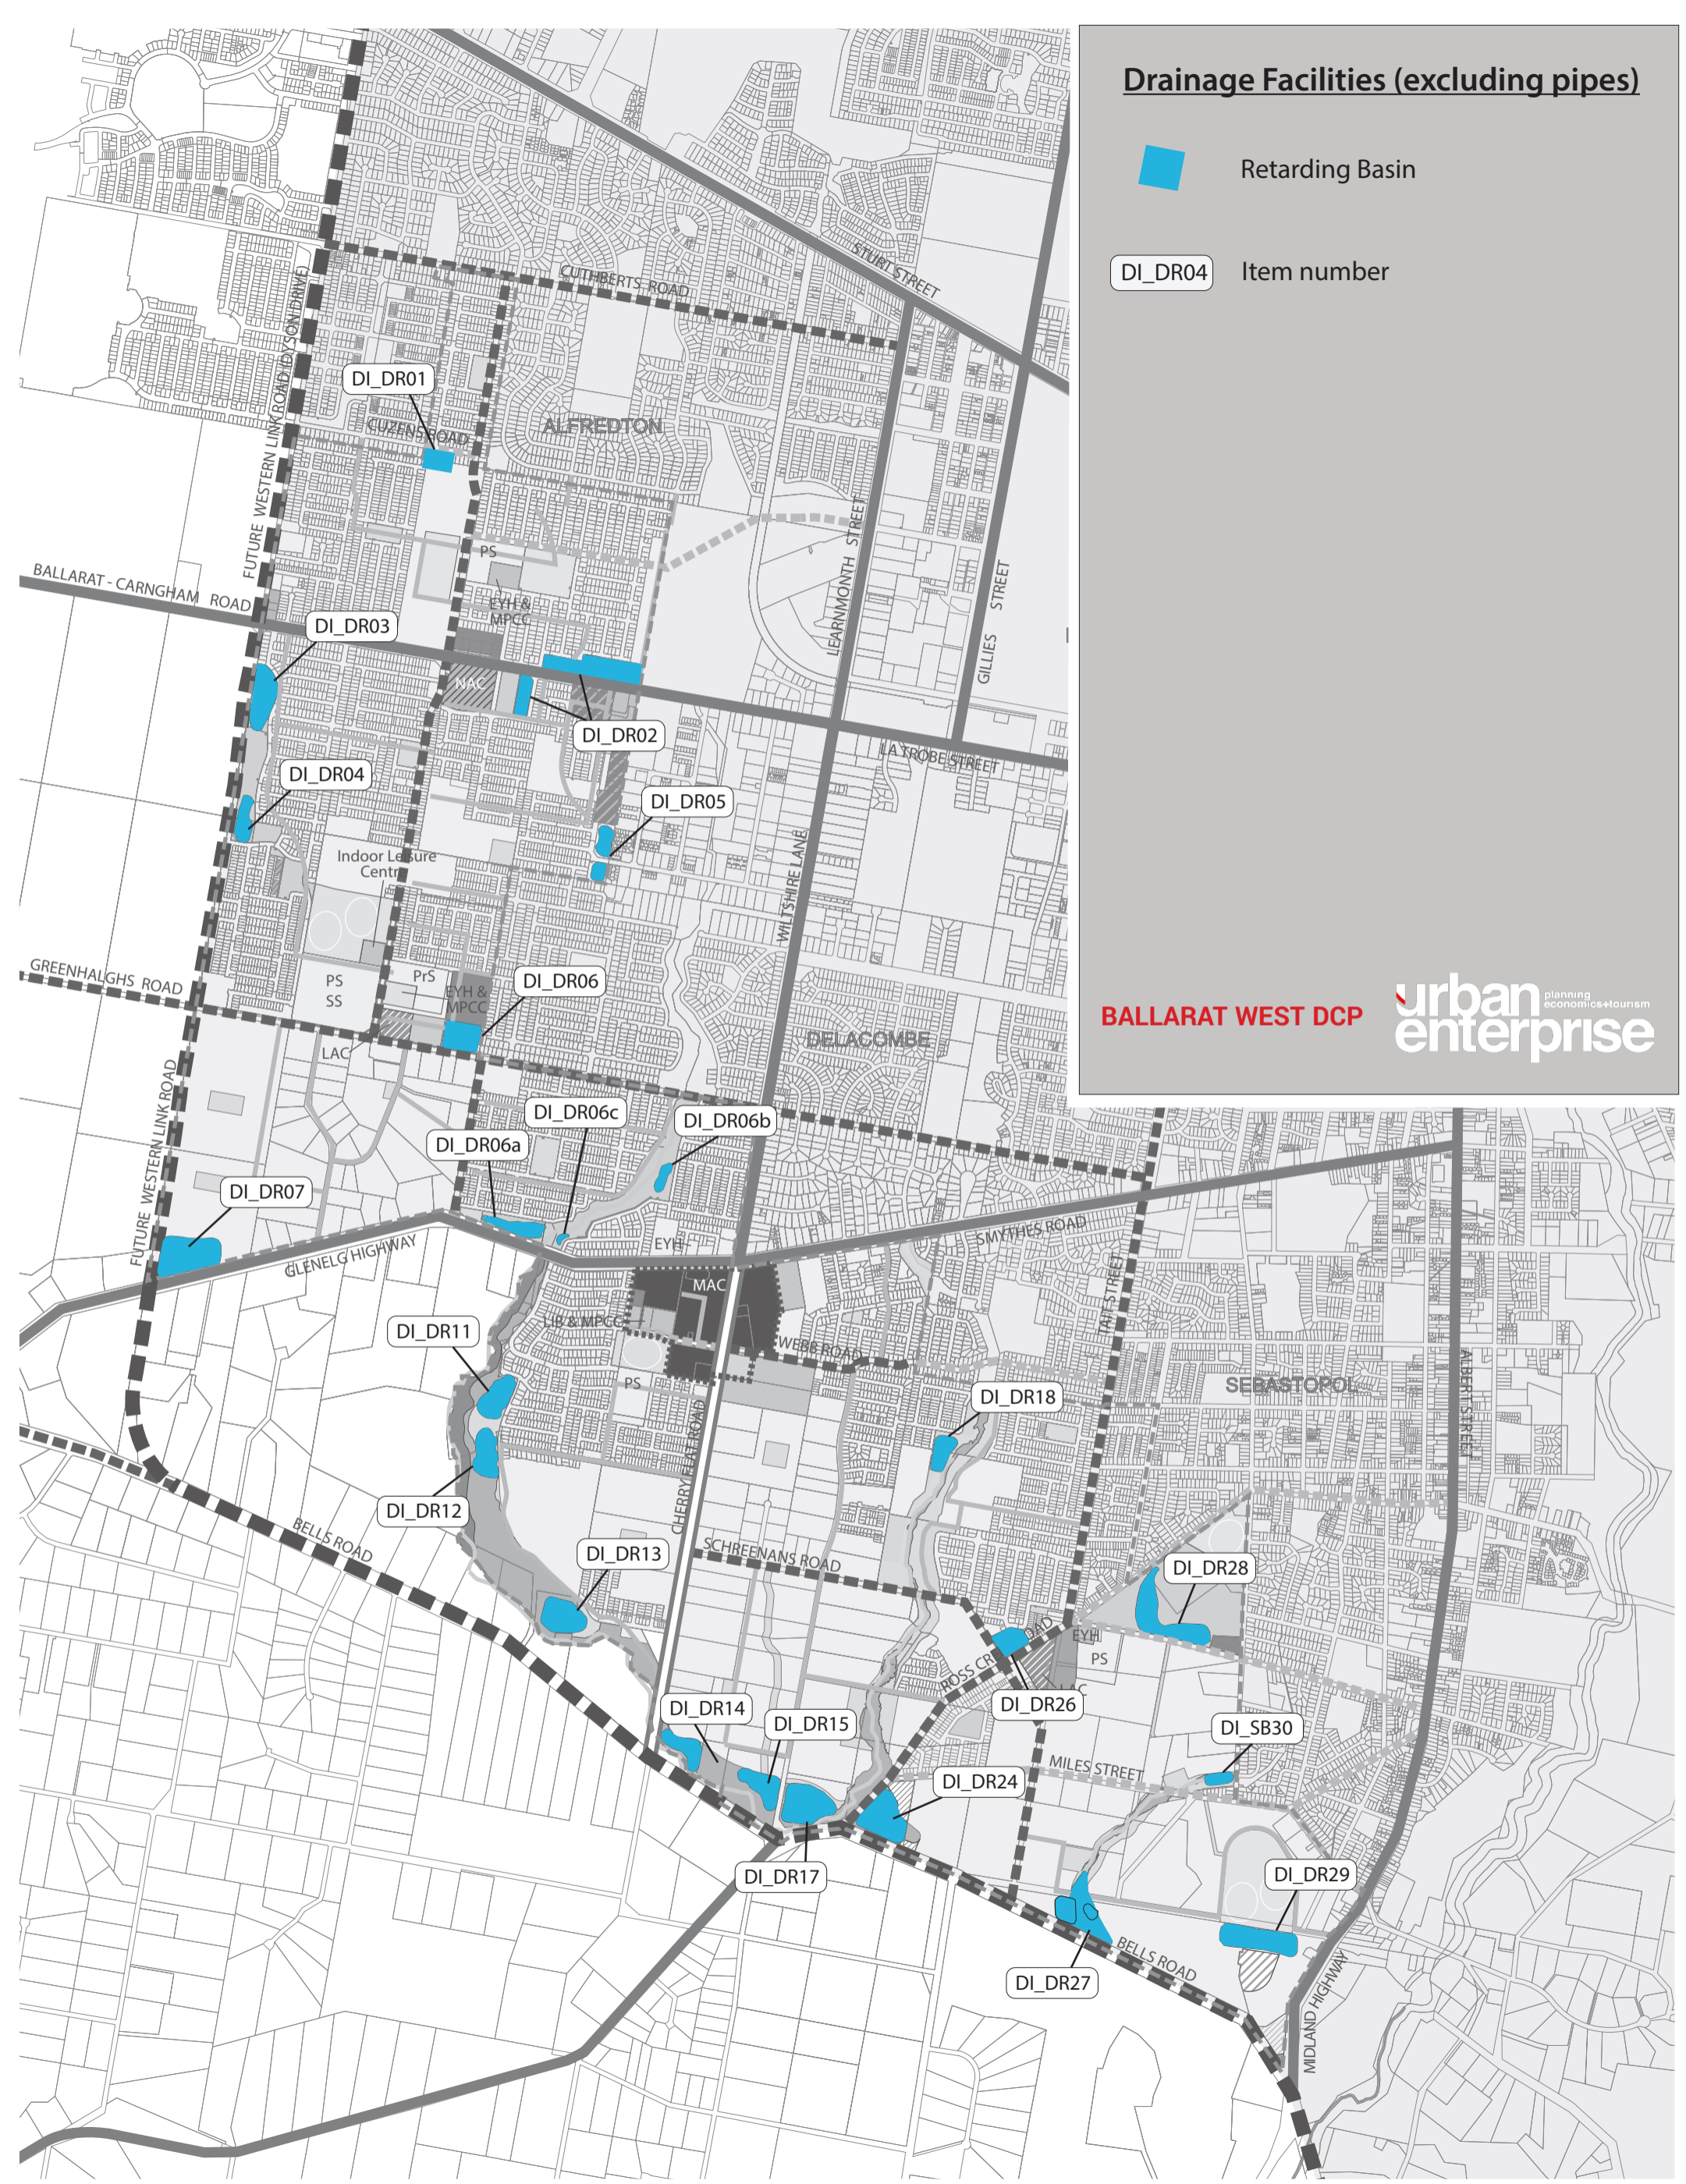 Drainage Facilities (excluding pipes)
Retarding Basin
DI_DR04
Item number
BALLARAT WEST DCP
urban
enterprise
planning
economics+tourism
STURT STREET
CUTHBERTS ROAD
FUTURE WESTERN LINK ROAD (DYSON DRIVE)
DI_DR01
CUZENS ROAD
ALFREDTON
LEARNMONTH STREET
GILLIES STREET
PS
EYH &
MPCC
BALLARAT - CARNGHAM ROAD
DI_DR03
NAC
DI_DR02
LA TROBE STREET
DI_DR04
DI_DR05
WILTSHIRE LANE
Indoor Leisure
Centr
GREENHALGHS ROAD
PS
SS
PrS
EYH &
MPCC
DI_DR06
LAC
DELACOMBE
FUTURE WESTERN LINK ROAD
DI_DR06c
DI_DR06b
DI_DR06a
DI_DR07
GLENELG HIGHWAY
EYH
SMYTHES ROAD
MAC
TAIT STREET
LIB & MPCC
DI_DR11
WEBB ROAD
PS
SEBASTOPOL
ALBERT STREET
DI_DR18
CHERRY FLAT ROAD
DI_DR12
BELLS ROAD
DI_DR13
SCHREENANS ROAD
DI_DR28
ROSS CR
OAD
EYH
PS
LAC
DI_DR26
DI_DR14
DI_DR15
DI_SB30
MILES STREET
DI_DR24
DI_DR17
DI_DR29
DI_DR27
BELLS ROAD
MIDLAND HIGHWAY